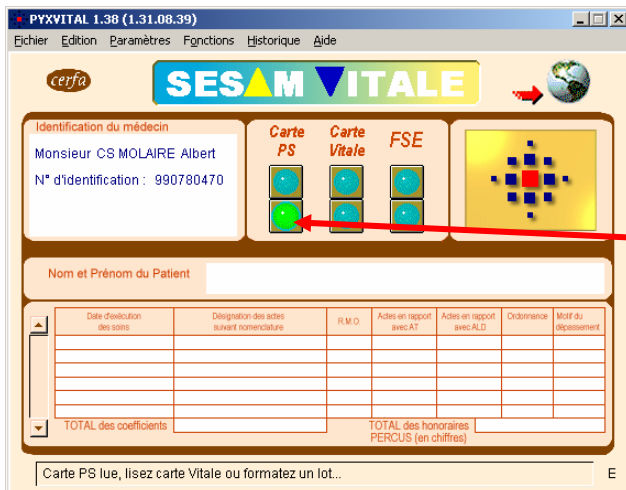 PYXVITAL 1.38 (1.31.08.39)
Fichier Edition Paramètres Fonctions Historique Aide
cerfa
SESAM VITALE
Identification du médecin
Monsieur CS MOLAIRE Albert
N° d'identification : 990780470
Carte PS
Carte Vitale
FSE
Nom et Prénom du Patient
Date d'exécution des soins
Désignation des actes suivant nomenclature
R.M.O.
Actes en rapport avec AT
Actes en rapport avec ALD
Ordonnance
Motif du dépassement
TOTAL des coefficients
TOTAL des honoraires PERCUS (en chiffres)
Carte PS lue, lisez carte Vitale ou formatez un lot...
E